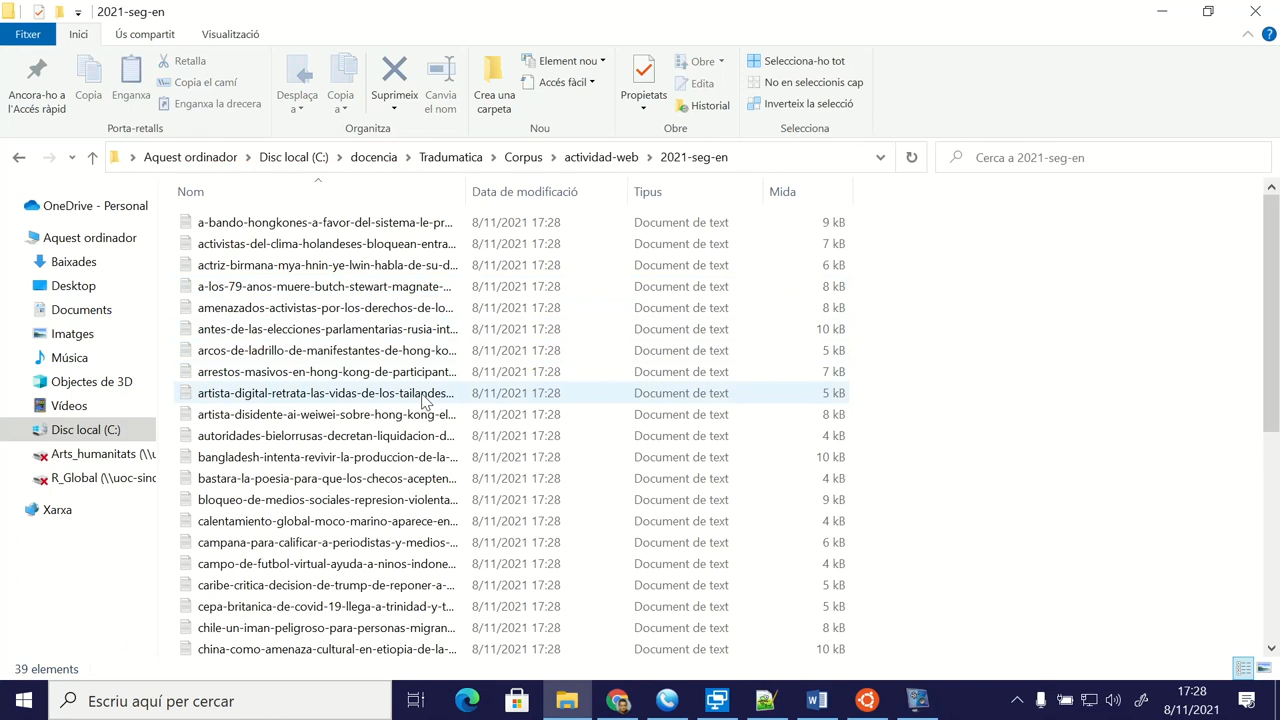 2021-seg-en
Fitxer Inici Ús compartit Visualització
Ancora-ho a l'Accés ràpid
Copia
Enganxa
Retalla
Copia el camí
Enganxa la drecera
Porta-retalls
Desplaça a
Copia a
Suprimeix
Canvia el nom
Organitza
Crea una carpeta
Element nou
Accés fàcil
Nou
Propietats
Obre
Edita
Historial
Obre
Selecciona-ho tot
No en seleccionis cap
Inverteix la selecció
Selecciona
Aquest ordinador > Disc local (C:) > docencia > Tradumatica > Corpus > actividad-web > 2021-seg-en
Cerca a 2021-seg-en
OneDrive - Personal
Aquest ordinador
Baixades
Desktop
Documents
Imatges
Música
Objectes de 3D
Vídeos
Disc local (C:)
Arts_humanitats (\\u
R_Global (\\uoc-sinc
Xarxa
Nom Data de modificació Tipus Mida
a-bando-hongkones-a-favor-del-sistema-le-pr... 8/11/2021 17:28 Document de text 9 kB
activistas-del-clima-holandeses-bloquean-entra... 8/11/2021 17:28 Document de text 7 kB
actriz-birmana-mya-hnin-ye-lwin-habla-de-su-d... 8/11/2021 17:28 Document de text 6 kB
a-los-79-anos-muere-butch-stewart-magnate-... 8/11/2021 17:28 Document de text 8 kB
amenazados-activistas-por-los-derechos-de-lo... 8/11/2021 17:28 Document de text 8 kB
antes-de-las-elecciones-parlamentarias-rusia-int... 8/11/2021 17:28 Document de text 10 kB
arcos-de-ladrillo-de-manifestantes-de-hong-ko... 8/11/2021 17:28 Document de text 5 kB
arrestos-masivos-en-hong-kong-de-participant... 8/11/2021 17:28 Document de text 7 kB
artista-digital-retrata-las-vidas-de-los-tailandes... 8/11/2021 17:28 Document de text 5 kB
artista-disidente-ai-weiwei-sobre-hong-kong-el... 8/11/2021 17:28 Document de text 8 kB
autoridades-bielorrusas-decretan-liquidacion-d... 8/11/2021 17:28 Document de text 4 kB
bangladesh-intenta-revivir-la-produccion-de-la-... 8/11/2021 17:28 Document de text 10 kB
bastara-la-poesia-para-que-los-checos-acepten... 8/11/2021 17:28 Document de text 4 kB
bloqueo-de-medios-sociales-represion-violenta... 8/11/2021 17:28 Document de text 9 kB
calentamiento-global-moco-marino-aparece-en... 8/11/2021 17:28 Document de text 4 kB
campana-para-calificar-a-periodistas-y-medios-... 8/11/2021 17:28 Document de text 6 kB
campo-de-futbol-virtual-ayuda-a-ninos-indone... 8/11/2021 17:28 Document de text 4 kB
caribe-critica-decision-de-trump-de-reponer-a-... 8/11/2021 17:28 Document de text 5 kB
cepa-britanica-de-covid-19-llega-a-trinidad-y-t... 8/11/2021 17:28 Document de text 5 kB
chile-un-iman-peligroso-para-personas-migran... 8/11/2021 17:28 Document de text 8 kB
china-como-amenaza-cultural-en-etiopia-de-la-... 8/11/2021 17:28 Document de text 10 kB
39 elements
Escriu aquí per cercar
17:28
8/11/2021